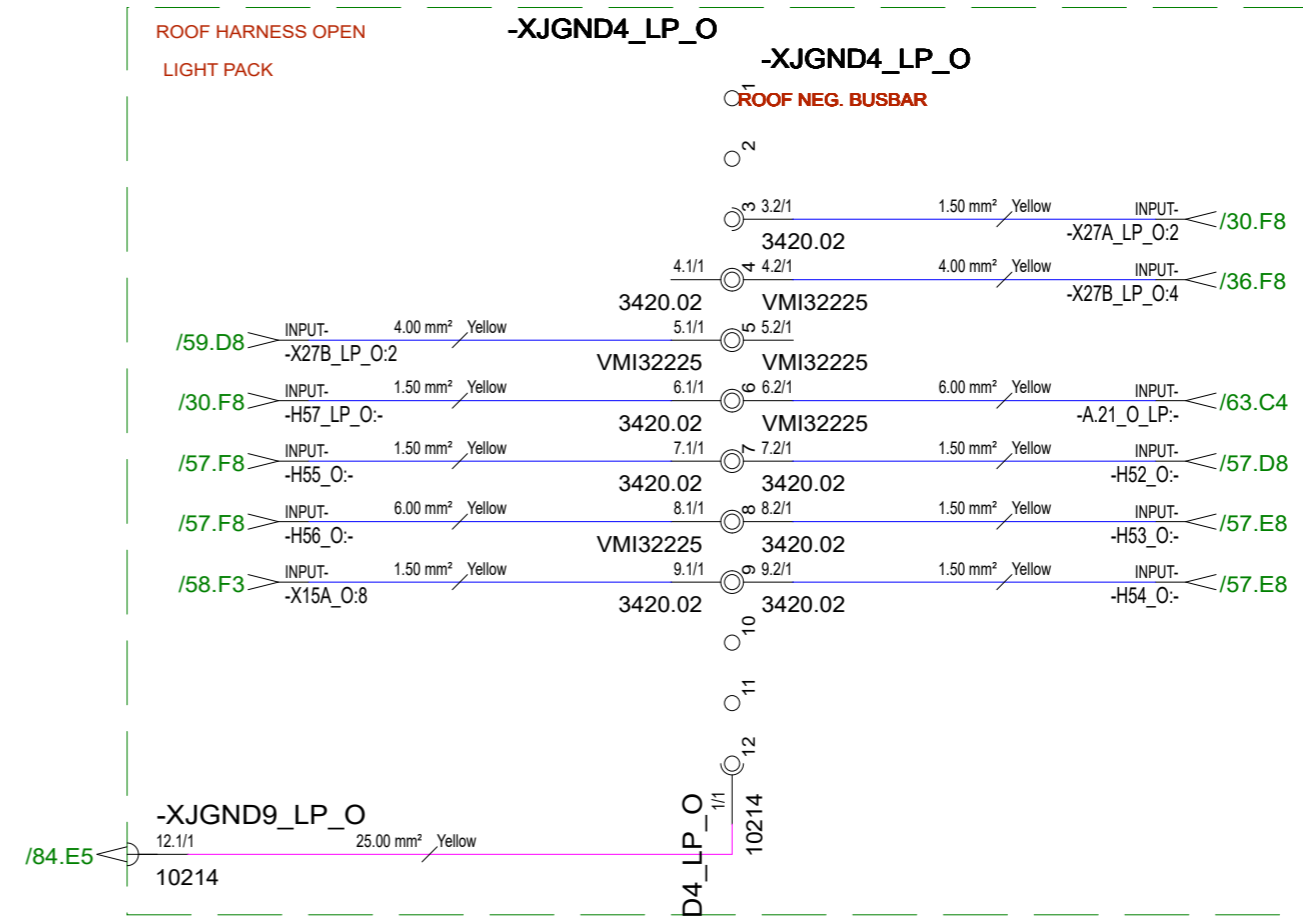 ROOF HARNESS OPEN
-XJGND4_LP_O
LIGHT PACK
-XJGND4_LP_O
1
ROOF NEG. BUSBAR
2
3 3.2/1 1.50 mm² Yellow INPUT- /30.F8
3420.02 -X27A_LP_O:2
4.1/1 4 4.2/1 4.00 mm² Yellow INPUT- /36.F8
3420.02 VMI32225 -X27B_LP_O:4
/59.D8 INPUT- 4.00 mm² Yellow 5.1/1 5 5.2/1
-X27B_LP_O:2 VMI32225 VMI32225
/30.F8 INPUT- 1.50 mm² Yellow 6.1/1 6 6.2/1 6.00 mm² Yellow INPUT- /63.C4
-H57_LP_O:- 3420.02 VMI32225 -A.21_O_LP:-
/57.F8 INPUT- 1.50 mm² Yellow 7.1/1 7 7.2/1 1.50 mm² Yellow INPUT- /57.D8
-H55_O:- 3420.02 3420.02 -H52_O:-
/57.F8 INPUT- 6.00 mm² Yellow 8.1/1 8 8.2/1 1.50 mm² Yellow INPUT- /57.E8
-H56_O:- VMI32225 3420.02 -H53_O:-
/58.F3 INPUT- 1.50 mm² Yellow 9.1/1 9 9.2/1 1.50 mm² Yellow INPUT- /57.E8
-X15A_O:8 3420.02 3420.02 -H54_O:-
10
11
12
-XJGND9_LP_O
D4_LP_O
1/1
10214
/84.E5 12.1/1 25.00 mm² Yellow
10214